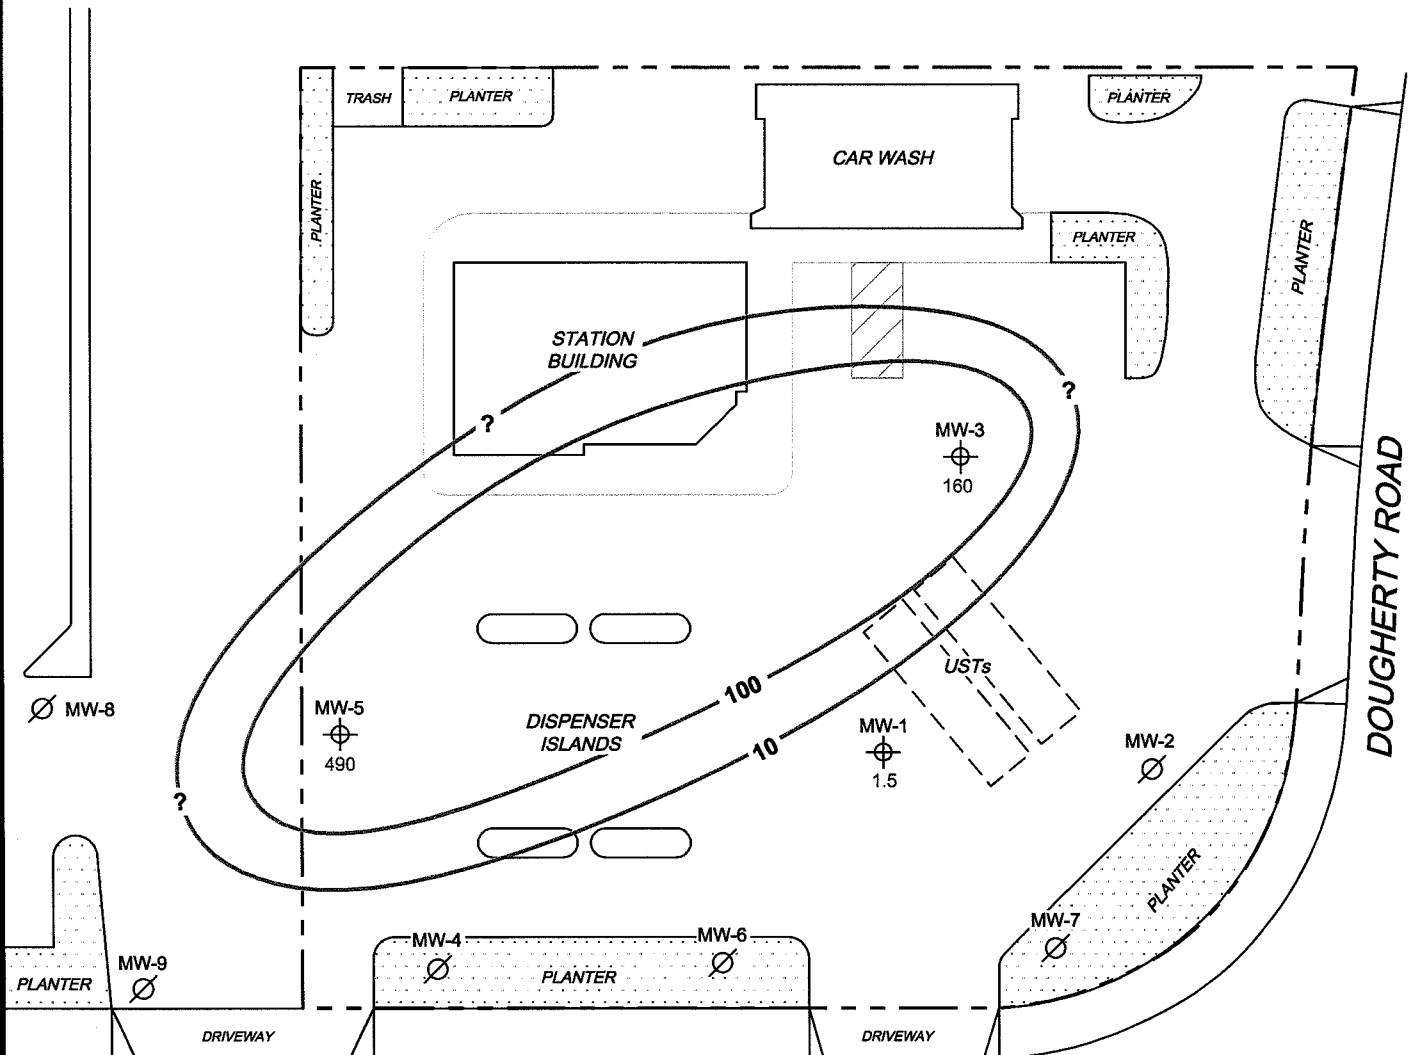 TRASH
PLANTER
PLANTER
CAR WASH
PLANTER
PLANTER
PLANTER
STATION
BUILDING
?
?
MW-3
160
DOUGHERTY ROAD
USTs
100
MW-8
MW-5
490
DISPENSER
ISLANDS
10
MW-1
1.5
MW-2
?
PLANTER
MW-7
MW-4
MW-6
MW-9
PLANTER
PLANTER
DRIVEWAY
DRIVEWAY